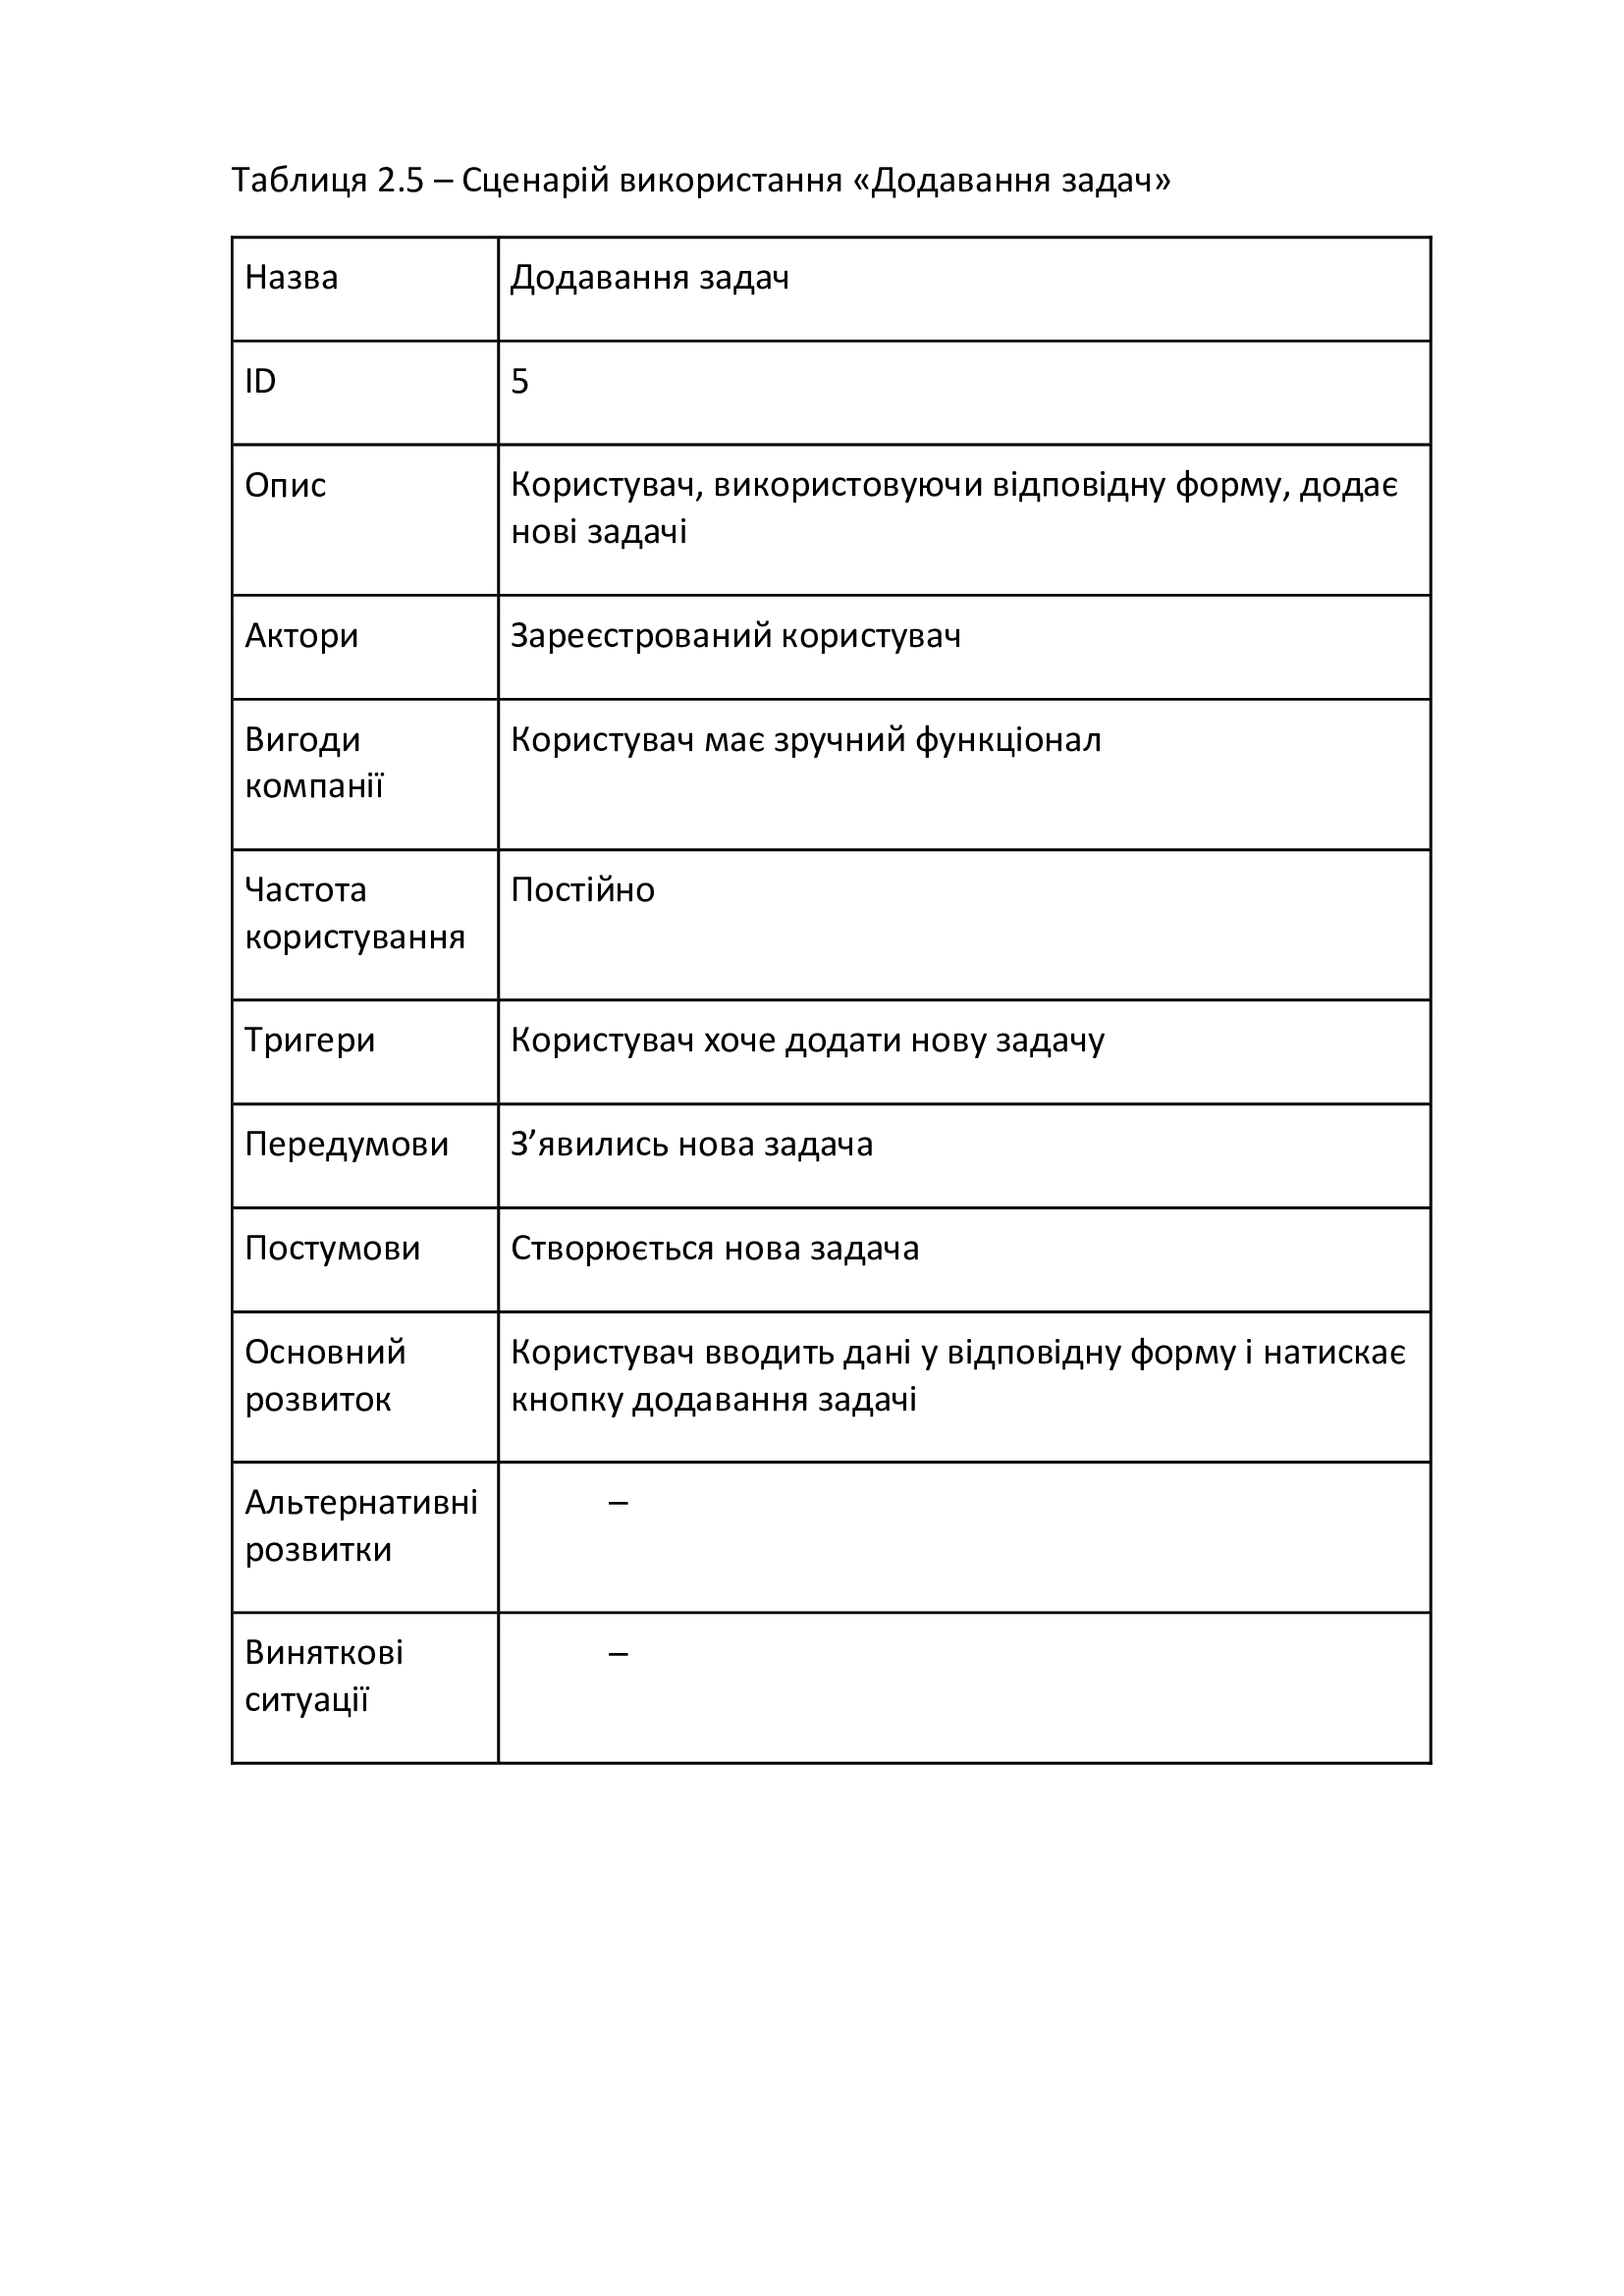 Таблиця 2.5 – Сценарій використання «Додавання задач»
Назва
Додавання задач
ID
5
Опис
Користувач, використовуючи відповідну форму, додає
нові задачі
Актори
Зареєстрований користувач
Вигоди
компанії
Користувач має зручний функціонал
Частота
користування
Постійно
Тригери
Користувач хоче додати нову задачу
Передумови
З’явились нова задача
Постумови
Створюється нова задача
Основний
розвиток
Користувач вводить дані у відповідну форму і натискає
кнопку додавання задачі
Альтернативні
розвитки
–
Виняткові
ситуації
–